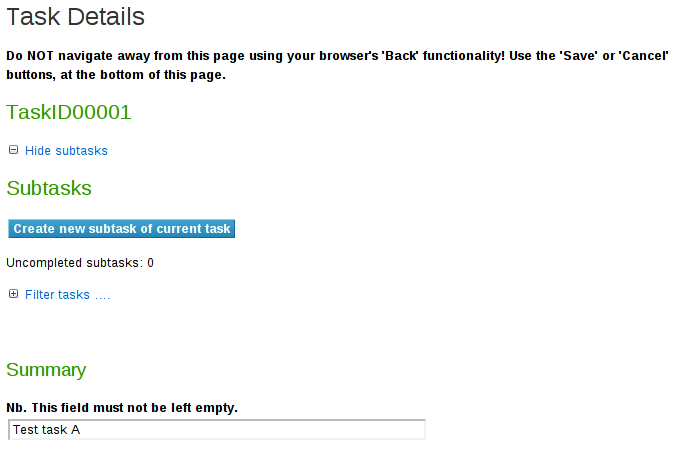 Task Details
Do NOT navigate away from this page using your browser's 'Back' functionality! Use the 'Save' or 'Cancel'
buttons, at the bottom of this page.
TaskID00001
Hide subtasks
Subtasks
Create new subtask of current task
Uncompleted subtasks: 0
Filter tasks ....
Summary
Nb. This field must not be left empty.
Test task A